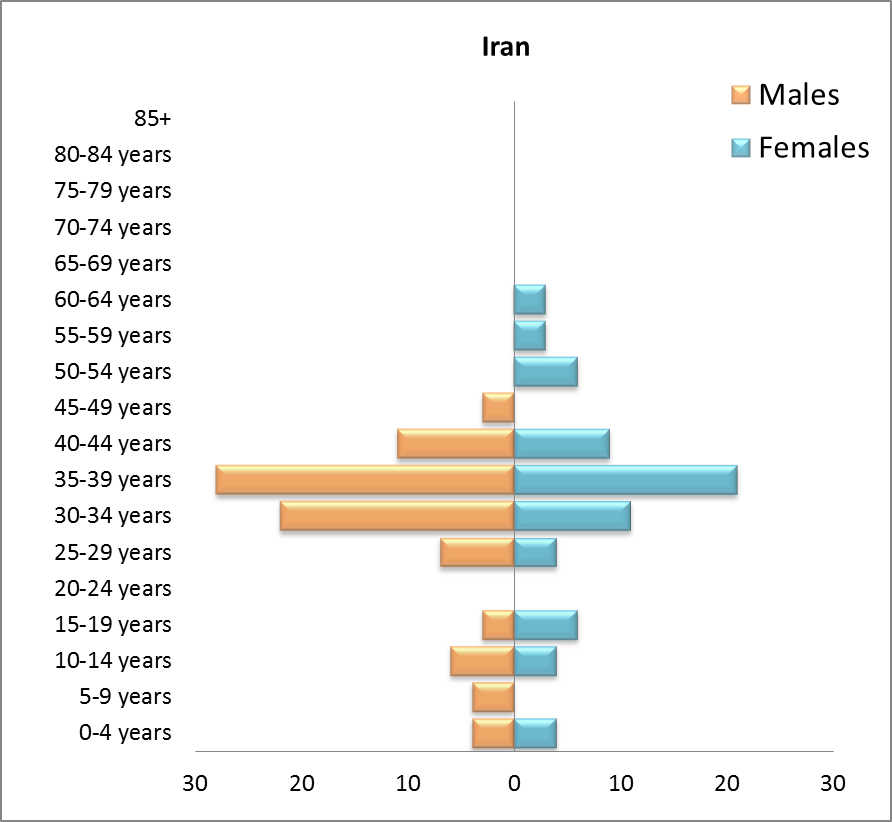 Iran
Males
Females
85+
80-84 years
75-79 years
70-74 years
65-69 years
60-64 years
55-59 years
50-54 years
45-49 years
40-44 years
35-39 years
30-34 years
25-29 years
20-24 years
15-19 years
10-14 years
5-9 years
0-4 years
30 20 10 0 10 20 30